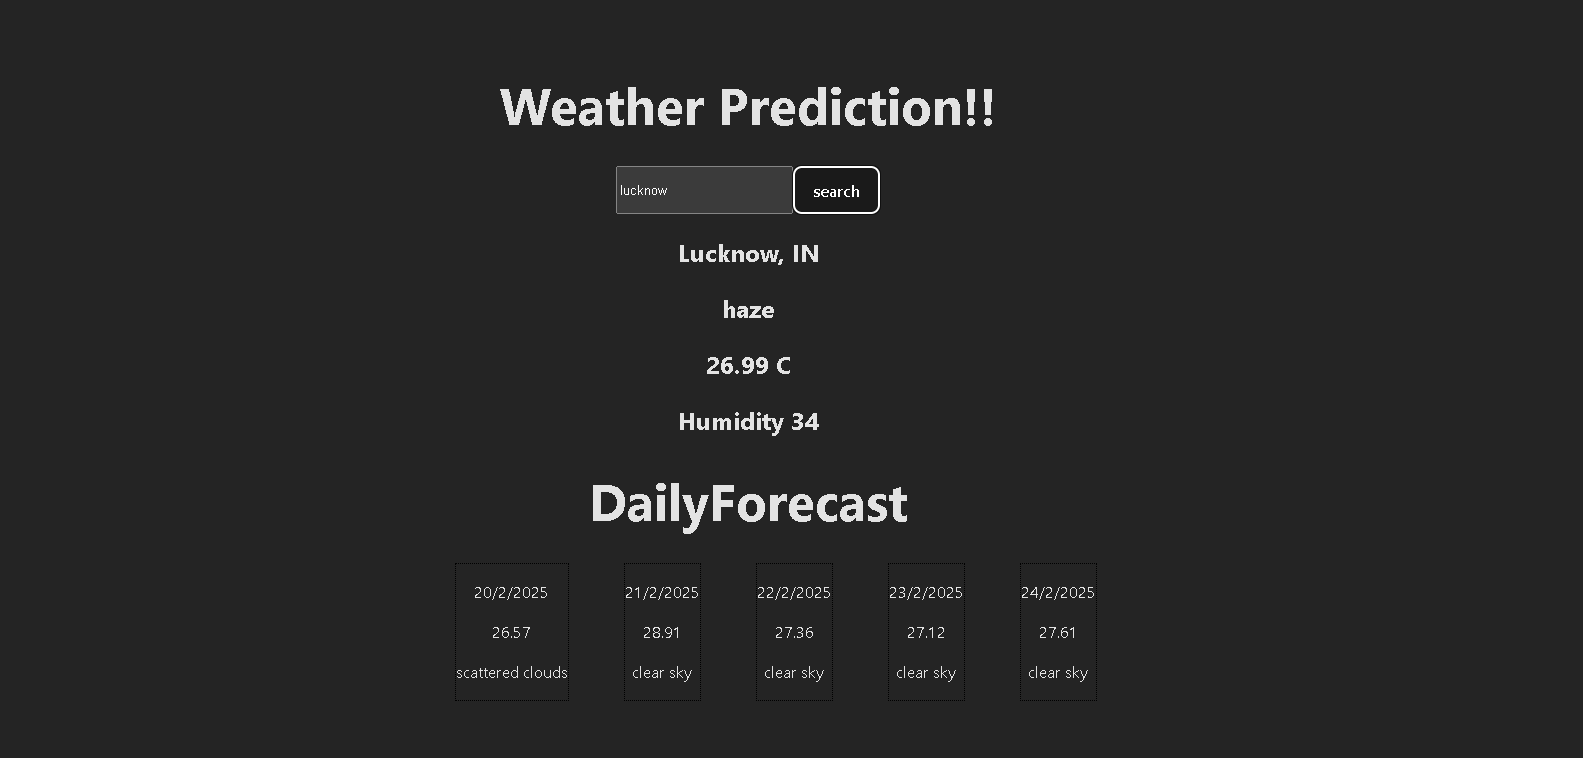 Weather Prediction!!
lucknow search
Lucknow, IN
haze
26.99 C
Humidity 34
DailyForecast
20/2/2025 21/2/2025 22/2/2025 23/2/2025 24/2/2025
26.57 28.91 27.36 27.12 27.61
scattered clouds clear sky clear sky clear sky clear sky